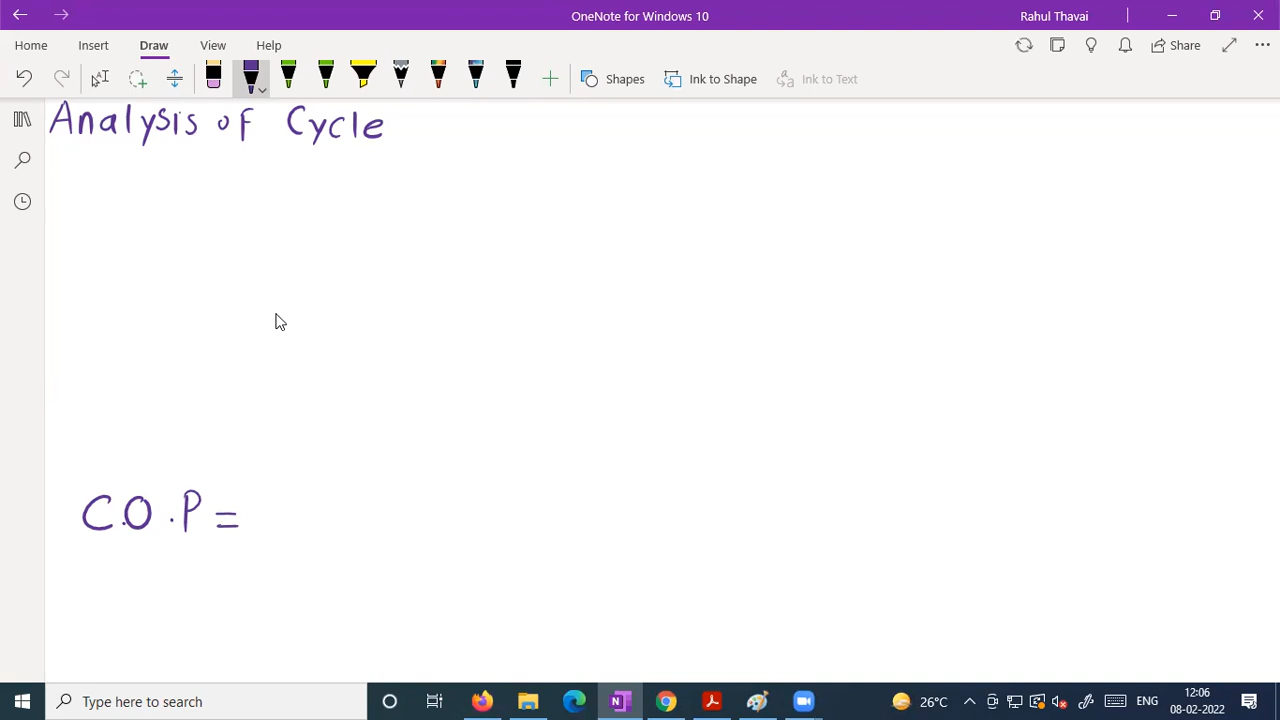 OneNote for Windows 10
Rahul Thavai
Home Insert Draw View Help
Share
Shapes
Ink to Shape
Ink to Text
Analysis of Cycle
C.O.P =
Type here to search
26°C
ENG
12:06
08-02-2022